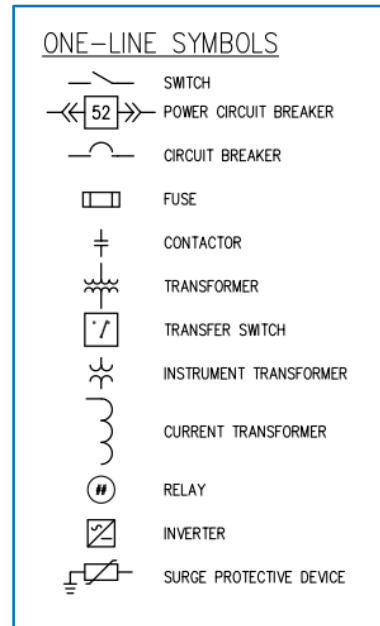 ONE-LINE SYMBOLS
SWITCH
52 POWER CIRCUIT BREAKER
CIRCUIT BREAKER
FUSE
CONTACTOR
TRANSFORMER
TRANSFER SWITCH
INSTRUMENT TRANSFORMER
CURRENT TRANSFORMER
# RELAY
INVERTER
SURGE PROTECTIVE DEVICE